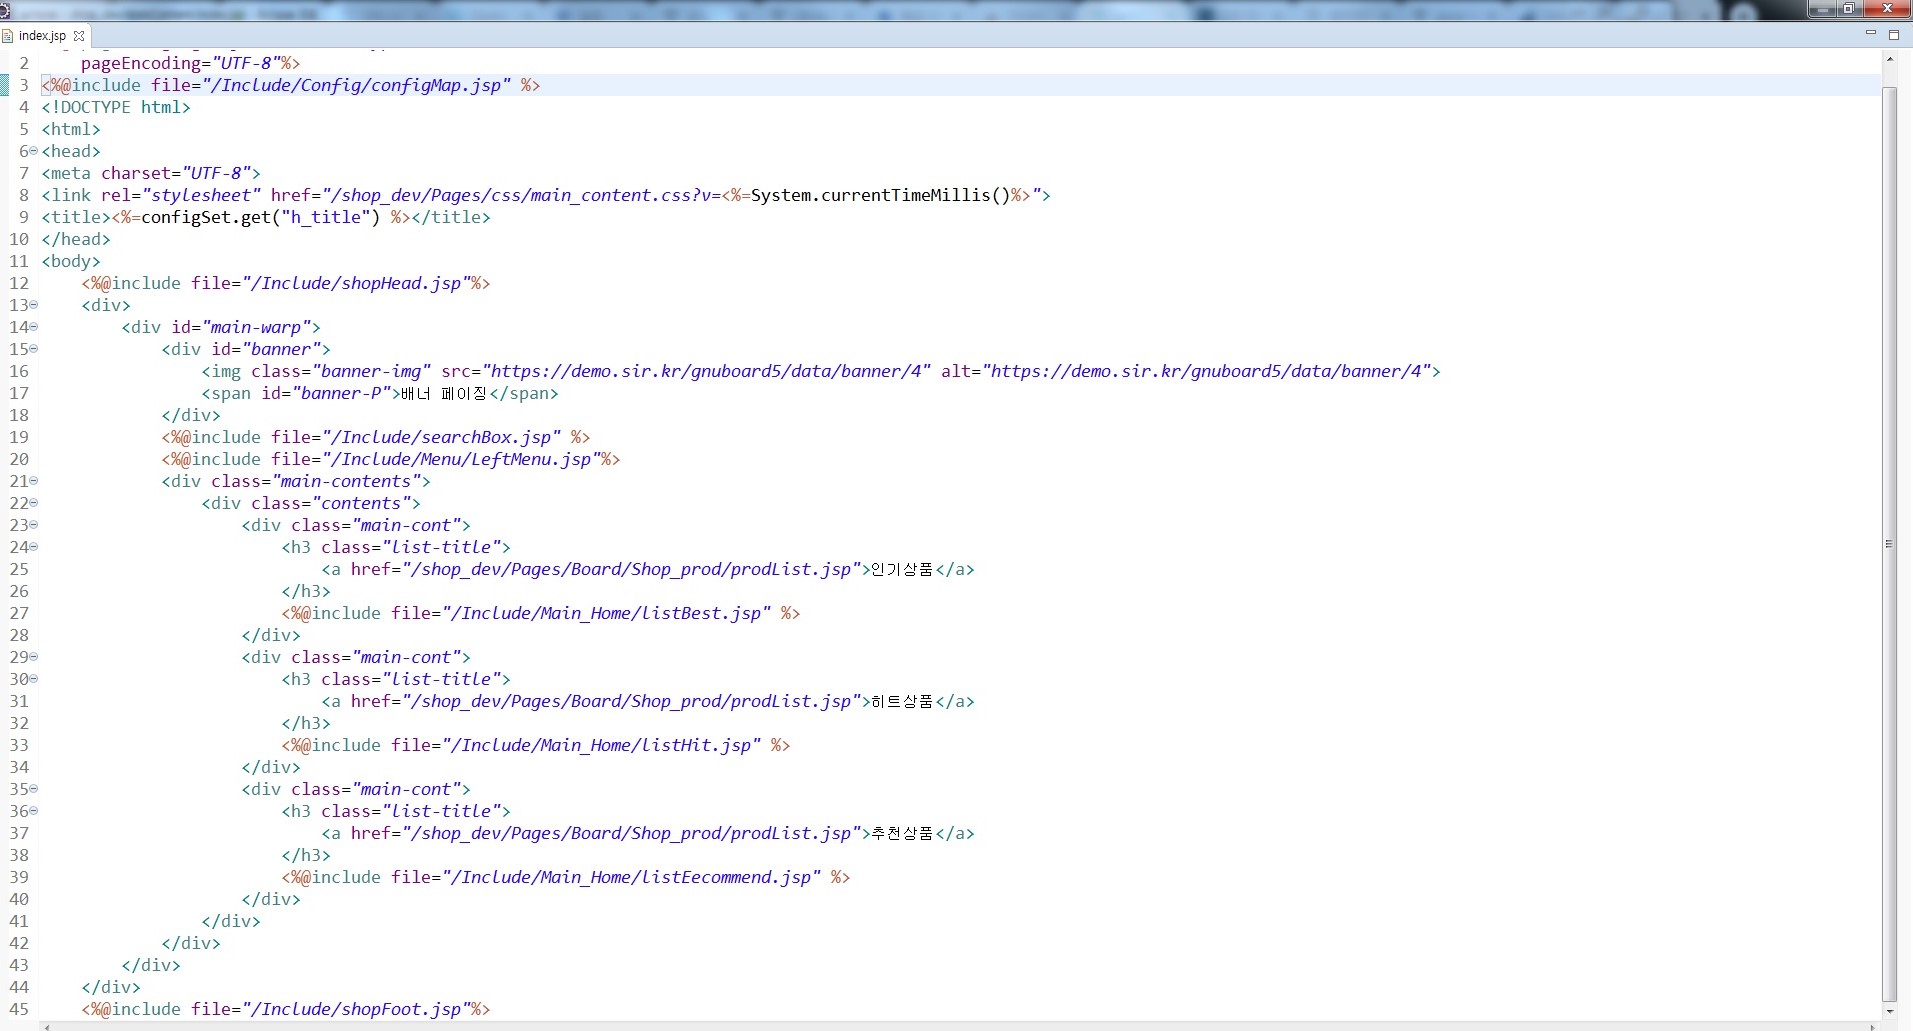 index.jsp
2 pageEncoding="UTF-8"%>
3 <%@include file="/Include/Config/configMap.jsp" %>
4 <!DOCTYPE html>
5 <html>
6 <head>
7 <meta charset="UTF-8">
8 <link rel="stylesheet" href="/shop_dev/Pages/css/main_content.css?v=<%=System.currentTimeMillis()%>">
9 <title><%=configSet.get("h_title") %></title>
10 </head>
11 <body>
12 <%@include file="/Include/shopHead.jsp"%>
13 <div>
14 <div id="main-warp">
15 <div id="banner">
16 <img class="banner-img" src="https://demo.sir.kr/gnuboard5/data/banner/4" alt="https://demo.sir.kr/gnuboard5/data/banner/4">
17 <span id="banner-P">배너 페이징</span>
18 </div>
19 <%@include file="/Include/searchBox.jsp" %>
20 <%@include file="/Include/Menu/LeftMenu.jsp"%>
21 <div class="main-contents">
22 <div class="contents">
23 <div class="main-cont">
24 <h3 class="list-title">
25 <a href="/shop_dev/Pages/Board/Shop_prod/prodList.jsp">인기상품</a>
26 </h3>
27 <%@include file="/Include/Main_Home/listBest.jsp" %>
28 </div>
29 <div class="main-cont">
30 <h3 class="list-title">
31 <a href="/shop_dev/Pages/Board/Shop_prod/prodList.jsp">히트상품</a>
32 </h3>
33 <%@include file="/Include/Main_Home/listHit.jsp" %>
34 </div>
35 <div class="main-cont">
36 <h3 class="list-title">
37 <a href="/shop_dev/Pages/Board/Shop_prod/prodList.jsp">추천상품</a>
38 </h3>
39 <%@include file="/Include/Main_Home/listEecommend.jsp" %>
40 </div>
41 </div>
42 </div>
43 </div>
44 </div>
45 <%@include file="/Include/shopFoot.jsp"%>